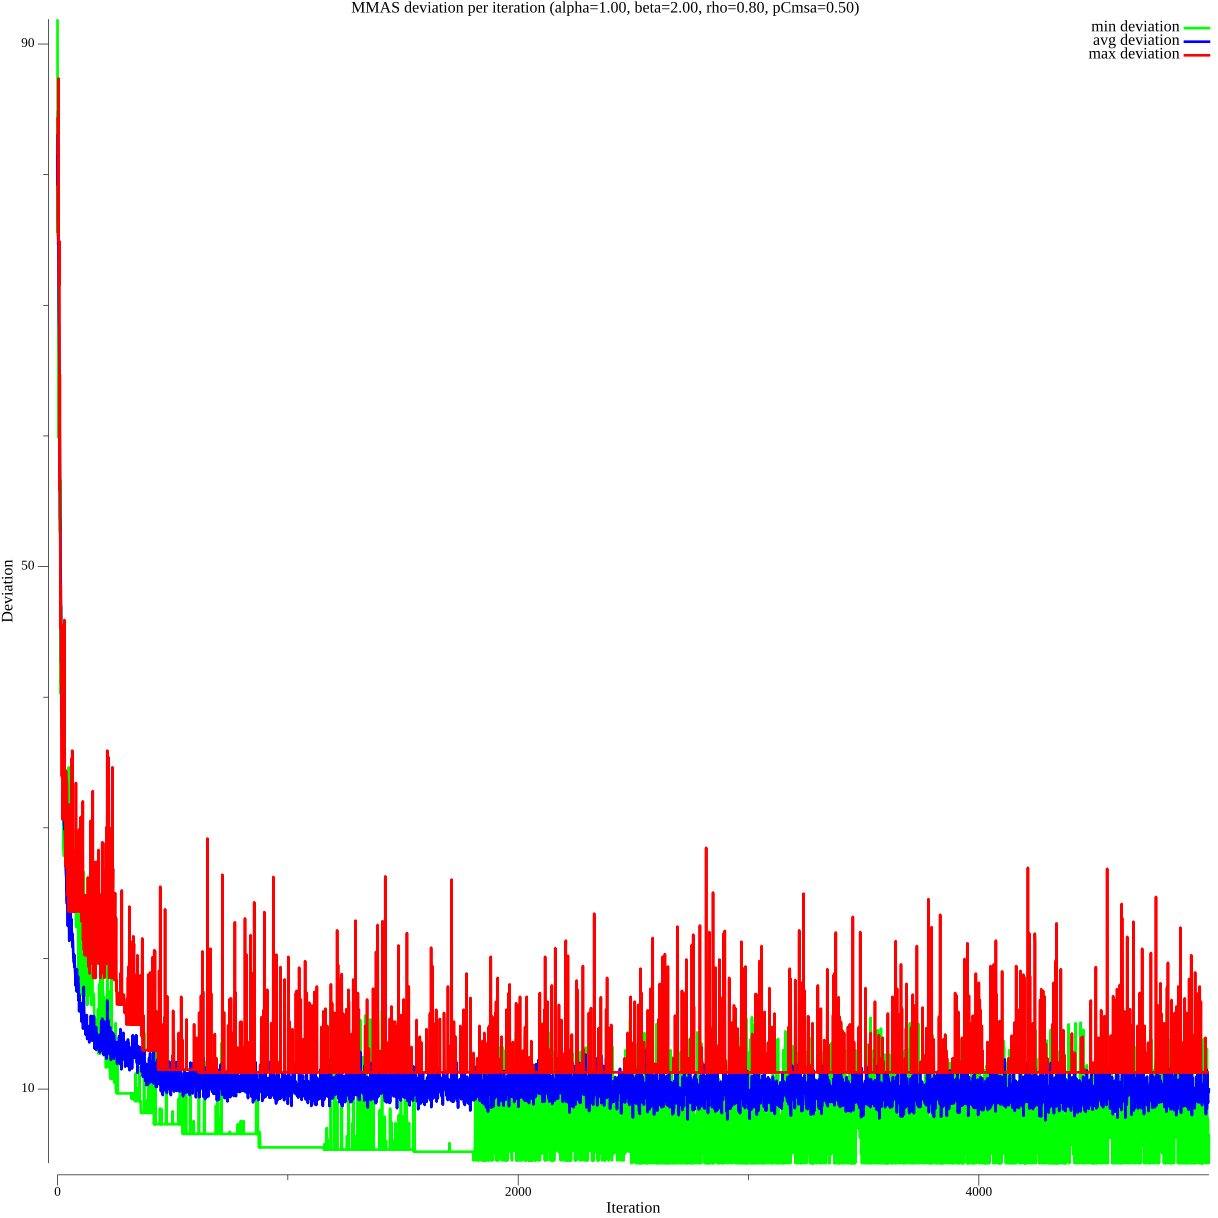 MMAS deviation per iteration (alpha=1.00, beta=2.00, rho=0.80, pCmsa=0.50)
min deviation
avg deviation
max deviation
90
50
10
Deviation
0
2000
4000
Iteration